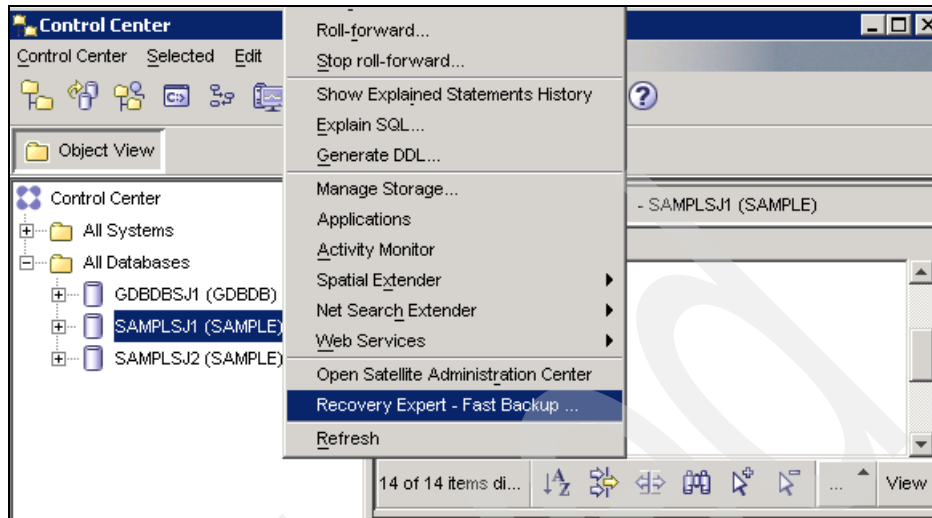 Control Center
Control Center Selected Edit
Object View
Control Center
All Systems
All Databases
GDBDBSJ1 (GDBDB)
SAMPLSJ1 (SAMPLE)
SAMPLSJ2 (SAMPLE)
Roll-forward...
Stop roll-forward...
Show Explained Statements History
Explain SQL...
Generate DDL...
Manage Storage...
Applications
Activity Monitor
Spatial Extender
Net Search Extender
Web Services
Open Satellite Administration Center
Recovery Expert - Fast Backup ...
Refresh
- SAMPLSJ1 (SAMPLE)
14 of 14 items di...
... View